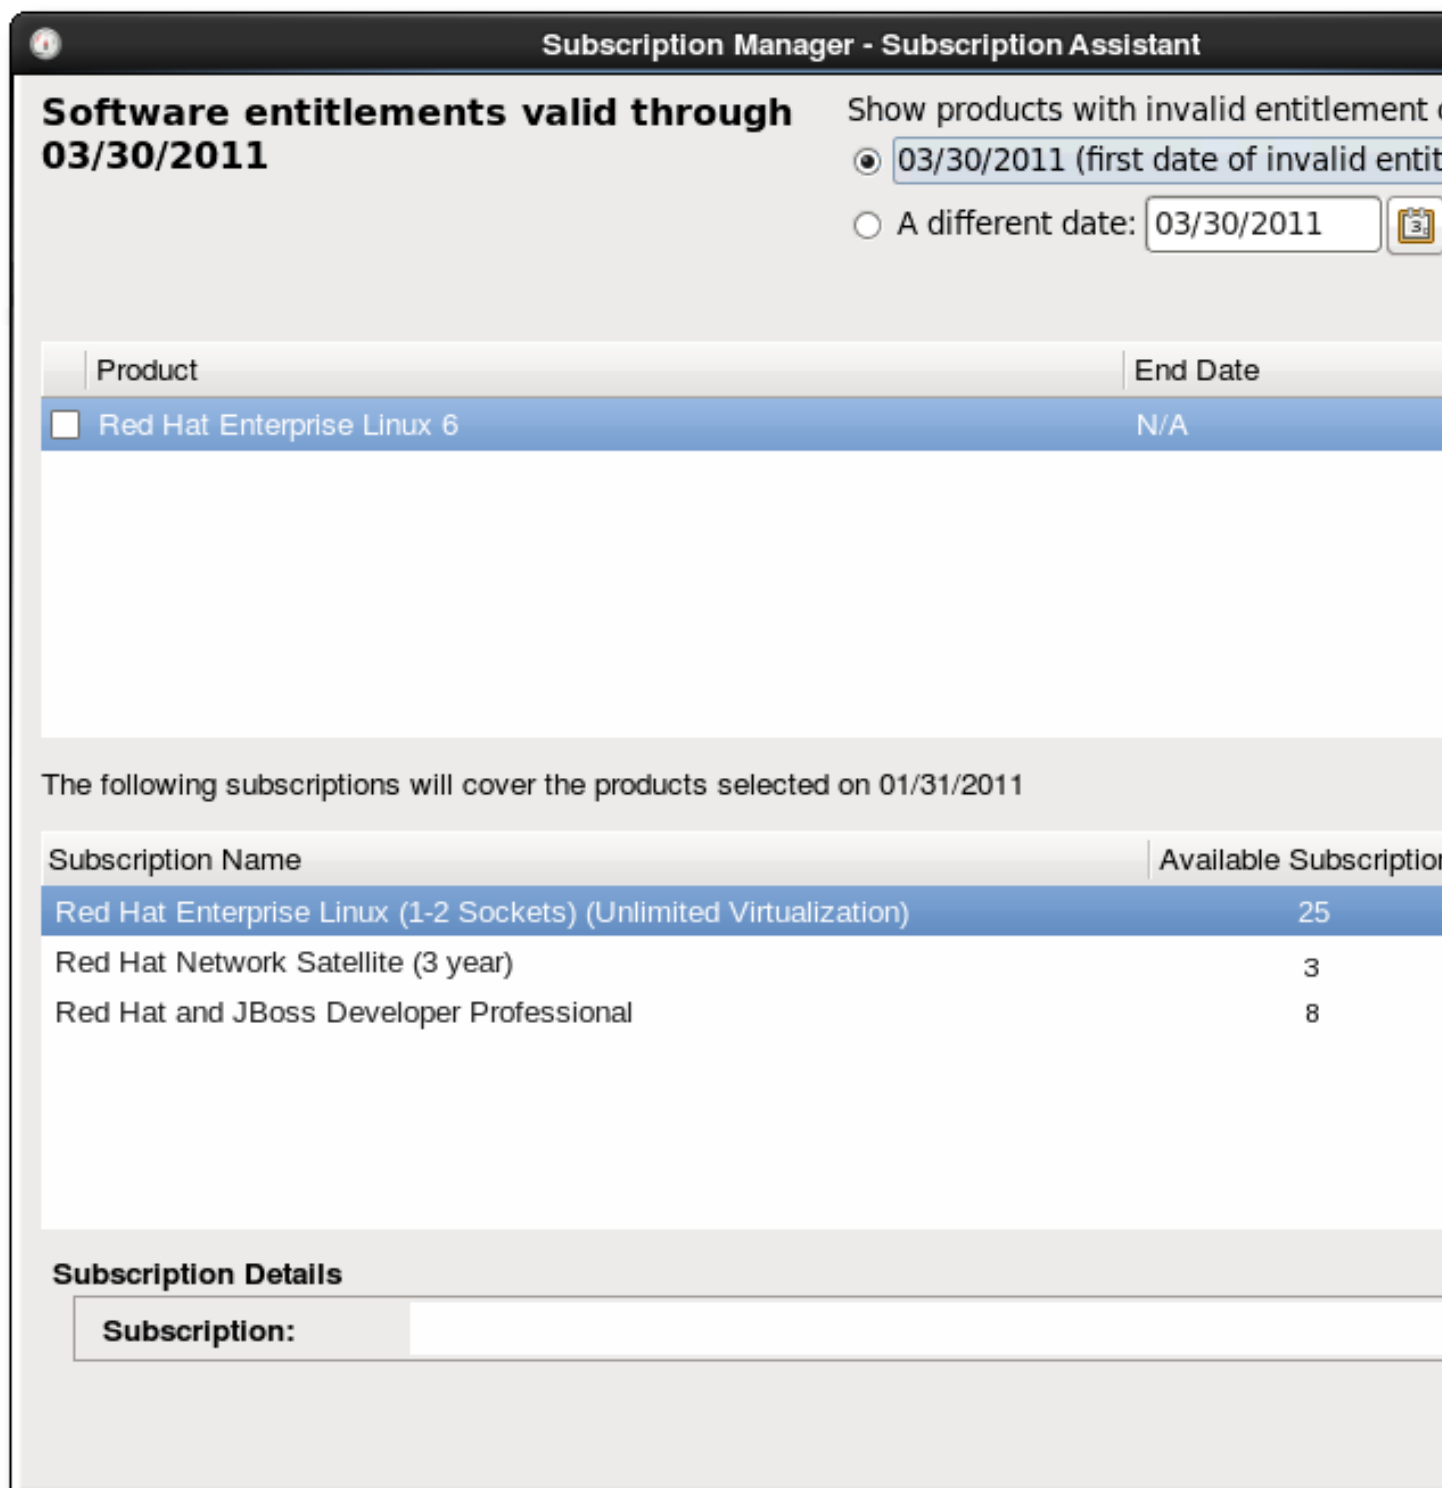 Subscription Manager - Subscription Assistant
Software entitlements valid through
03/30/2011
Show products with invalid entitlement
03/30/2011 (first date of invalid
A different date: 03/30/2011
Product End Date
Red Hat Enterprise Linux 6 N/A
The following subscriptions will cover the products selected on 01/31/2011
Subscription Name Available
Red Hat Enterprise Linux (1-2 Sockets) (Unlimited Virtualization) 25
Red Hat Network Satellite (3 year) 3
Red Hat and JBoss Developer Professional 8
Subscription Details
Subscription: